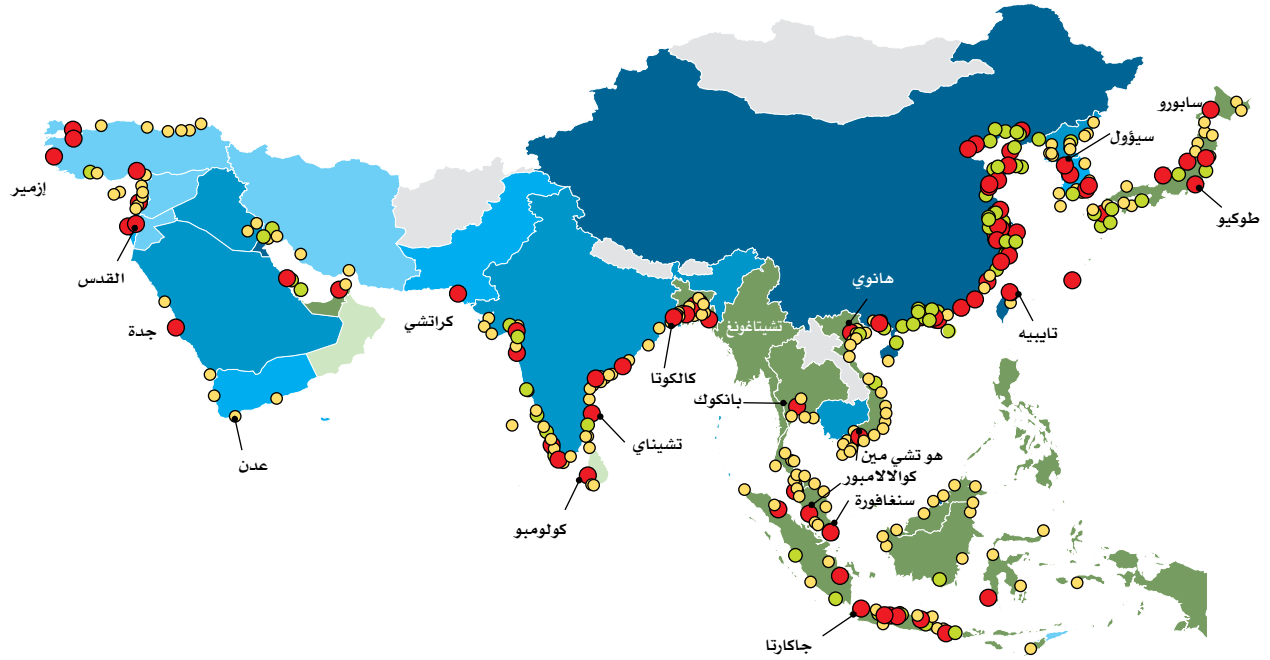 سابورو
سيؤول
طوكيو
إزمير
القدس
هانوي
كراتشي
جدة
تشيتاغونغ
تايبيه
كالكوتا
بانكوك
تشيناي
عدن
هو تشي مين
كوالالامبور
سنغافورة
كولومبو
جاكارتا